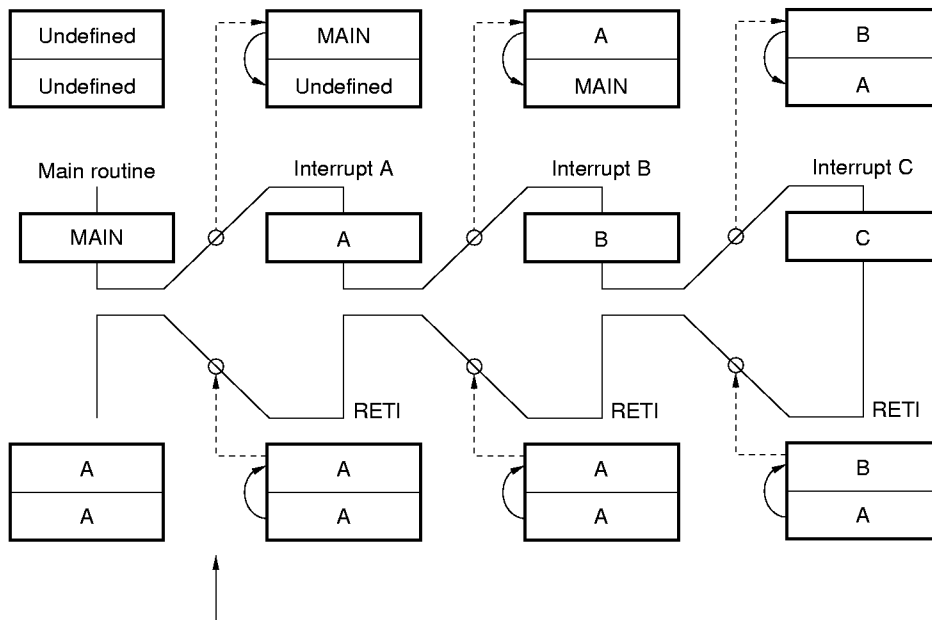 Undefined
MAIN
A
B
Undefined
Undefined
MAIN
A
Main routine
Interrupt A
Interrupt B
Interrupt C
MAIN
A
B
C
RETI
RETI
RETI
A
A
A
B
A
A
A
A